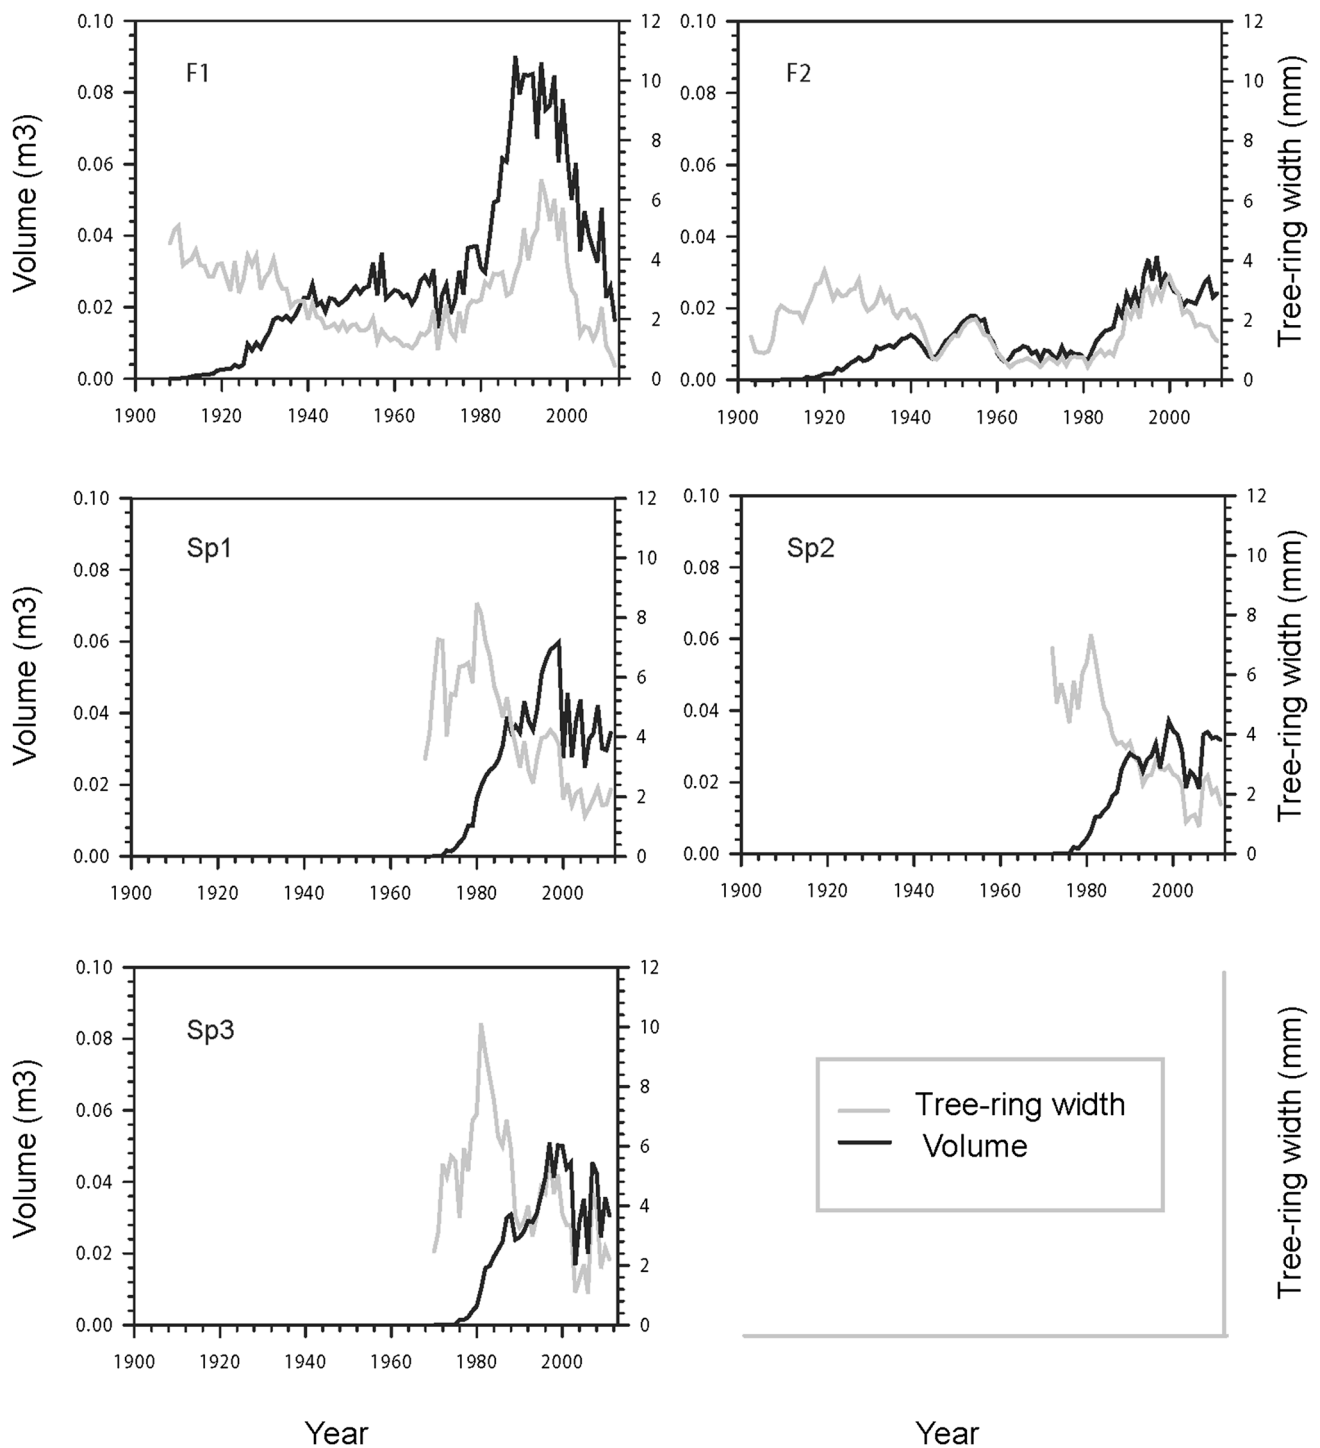 0.10 12 0.10 12
F1 F2
0.08 10 0.08 10
Volume (m3) Tree-ring width (mm)
0.06 8 0.06 8
6 6
0.04 4 0.04 4
0.02 2 0.02 2
0.00 0 0.00 0
1900 1920 1940 1960 1980 2000 1900 1920 1940 1960 1980 2000
0.10 12 0.10 12
Sp1 Sp2
0.08 10 0.08 10
Volume (m3) Tree-ring width (mm)
0.06 8 0.06 8
6 6
0.04 4 0.04 4
0.02 2 0.02 2
0.00 0 0.00 0
1900 1920 1940 1960 1980 2000 1900 1920 1940 1960 1980 2000
0.10 12
Sp3
0.08 10
Volume (m3) Tree-ring width (mm)
0.06 8
6
0.04 4
0.02 2
0.00 0
1900 1920 1940 1960 1980 2000
Tree-ring width
Volume
Year Year